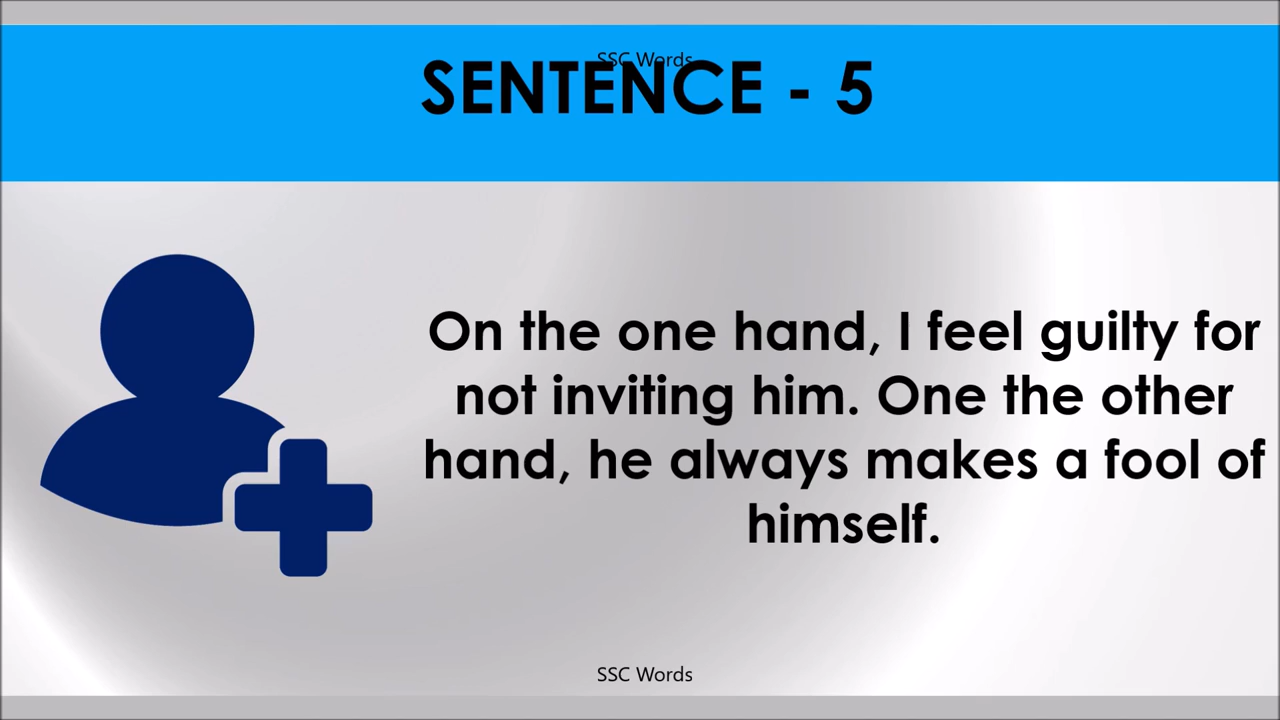 SSC Words
SENTENCE - 5
On the one hand, I feel guilty for
not inviting him. One the other
hand, he always makes a fool of
himself.
SSC Words